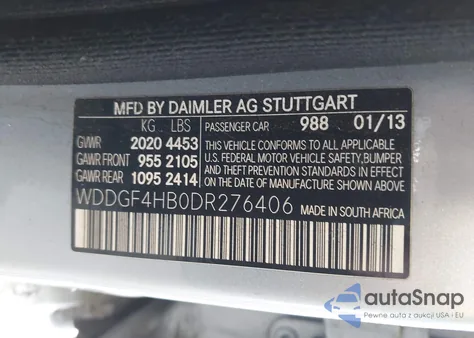 MFD BY DAIMLER AG STUTTGART
KG LBS PASSENGER CAR 988 01/13
GVWR 2020 4453 THIS VEHICLE CONFORMS TO ALL APPLICABLE
GAWR FRONT 955 2105 U.S. FEDERAL MOTOR VEHICLE SAFETY, BUMPER
GAWR REAR 1095 2414 AND THEFT PREVENTION STANDARDS IN EFFECT
ON THE DATE OF MANUFACTURE SHOWN ABOVE.
WDDGF4HB0DR276406 MADE IN SOUTH AFRICA
autoSnap
Pewne auta z aukcji USA i EU